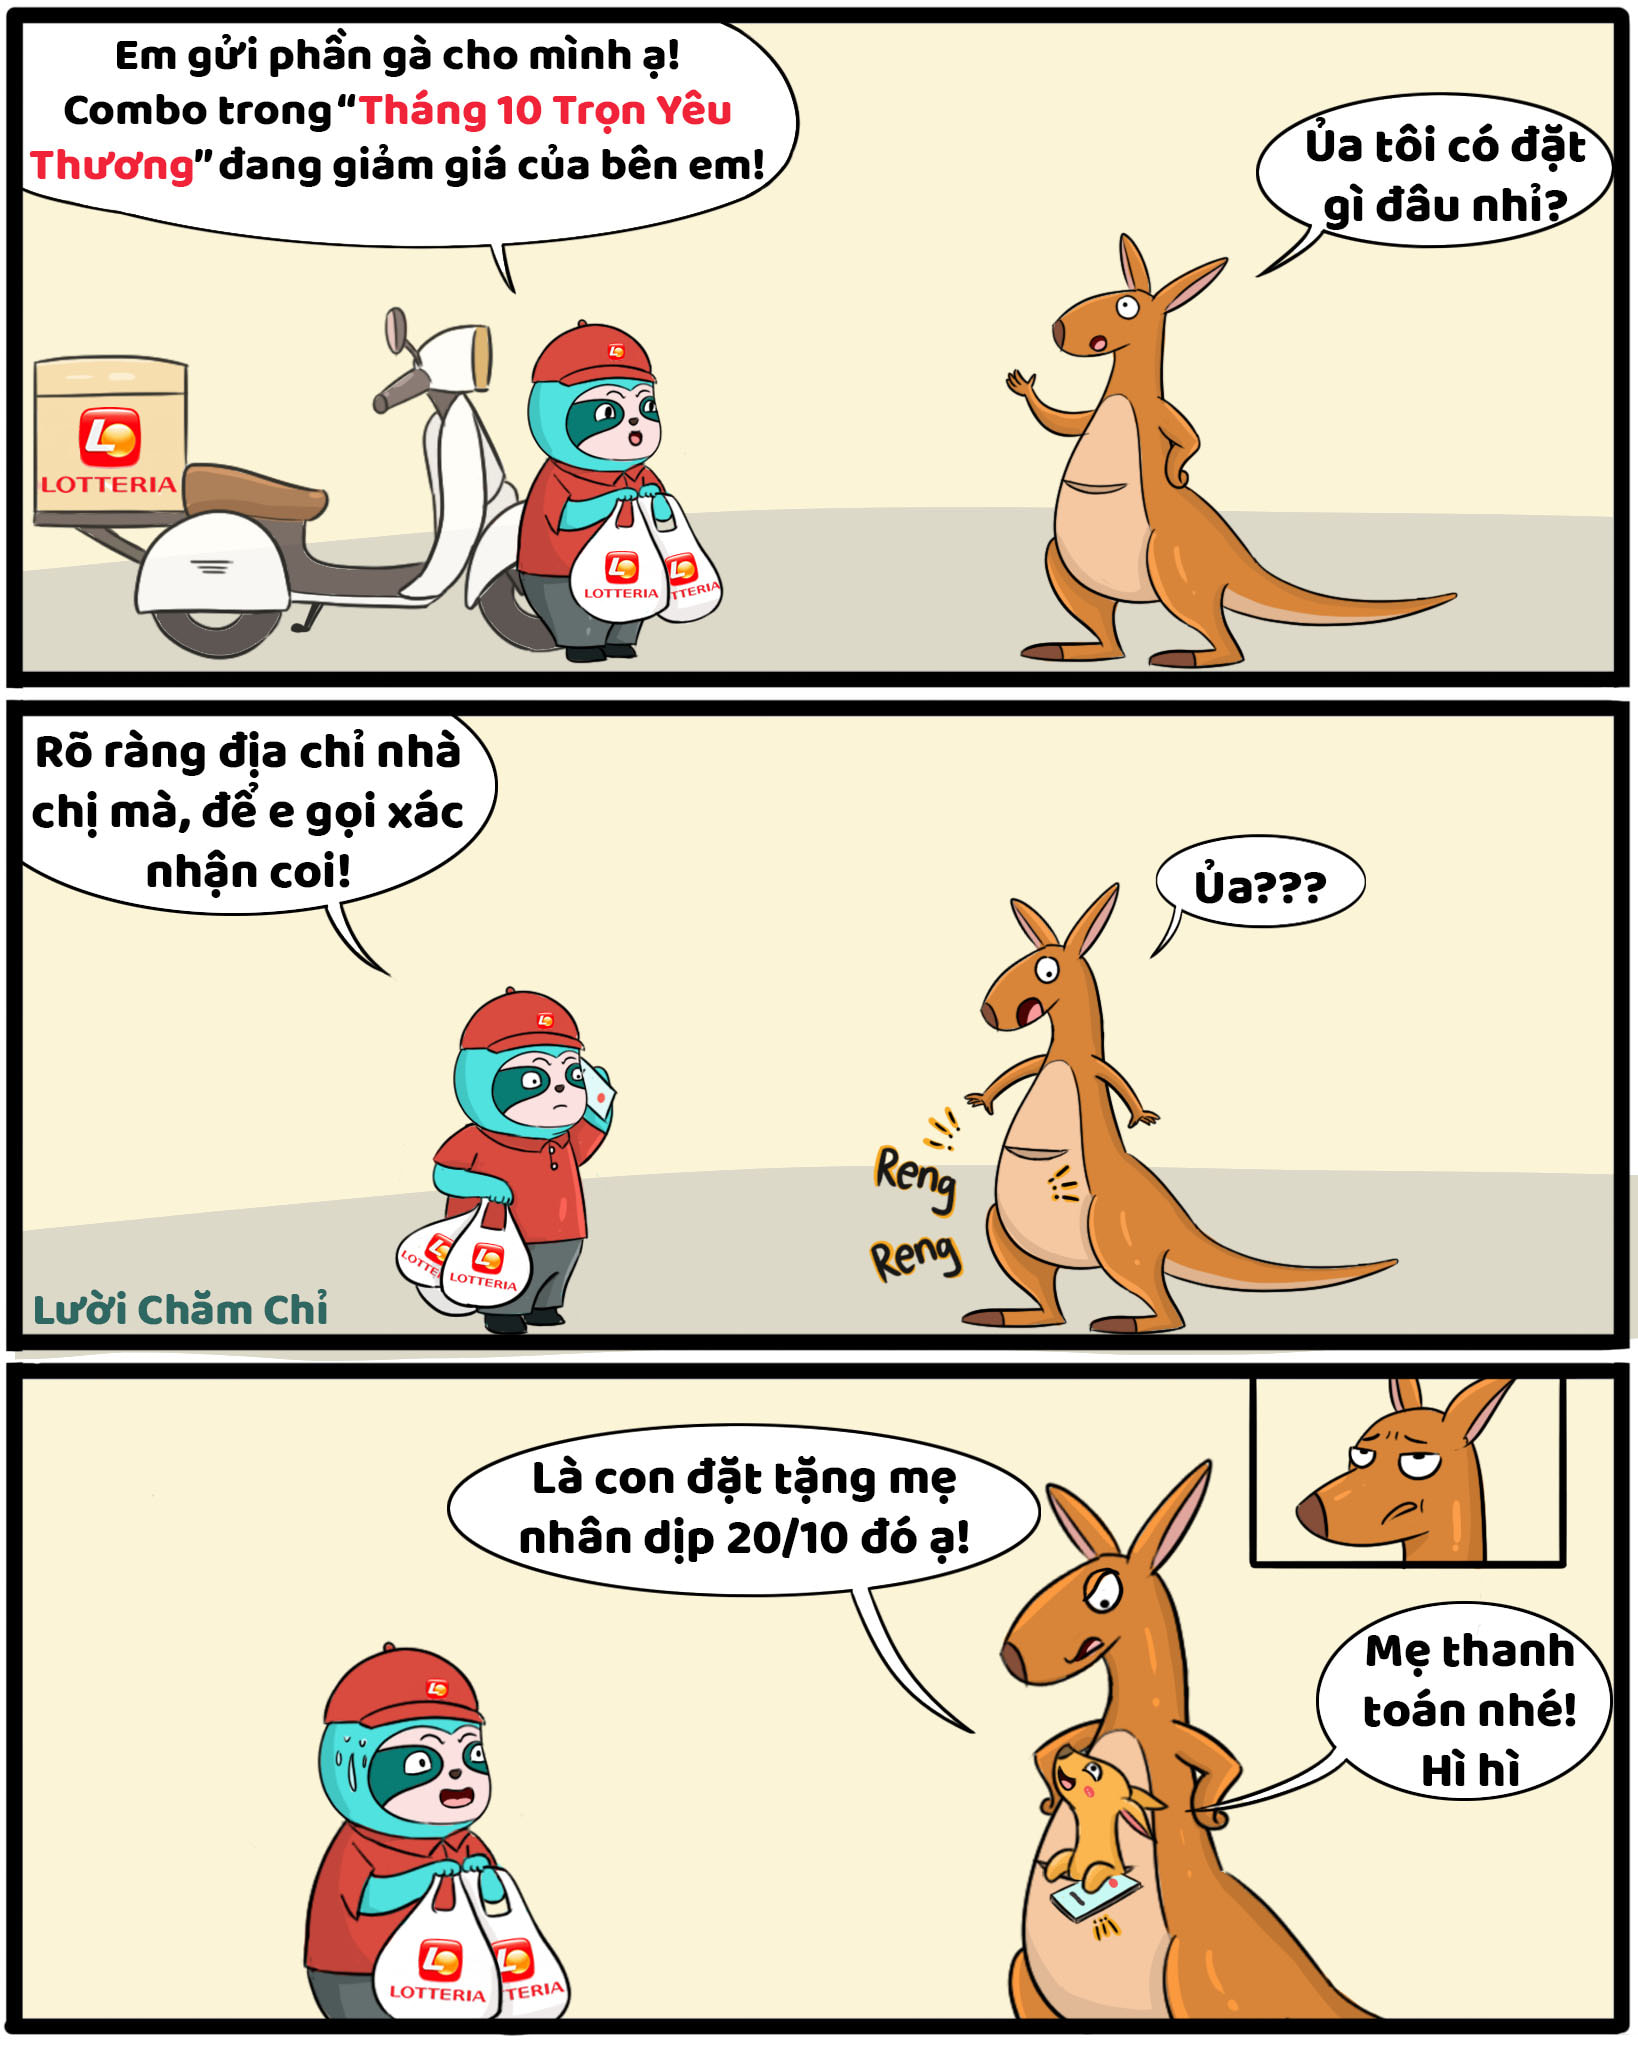 Em gửi phần gà cho mình ạ!
Combo trong “Tháng 10 Trọn Yêu
Thương” đang giảm giá của bên em!
Ủa tôi có đặt
gì đâu nhỉ?
LOTTERIA
LOTTERIA
TTERIA
Rõ ràng địa chỉ nhà
chị mà, để e gọi xác
nhận coi!
Ủa???
Reng
Reng
LOTTE
LOTTERIA
Lười Chăm Chỉ
Là con đặt tặng mẹ
nhân dịp 20/10 đó ạ!
Mẹ thanh
toán nhé!
Hì hì
LOTTERIA
TERIA